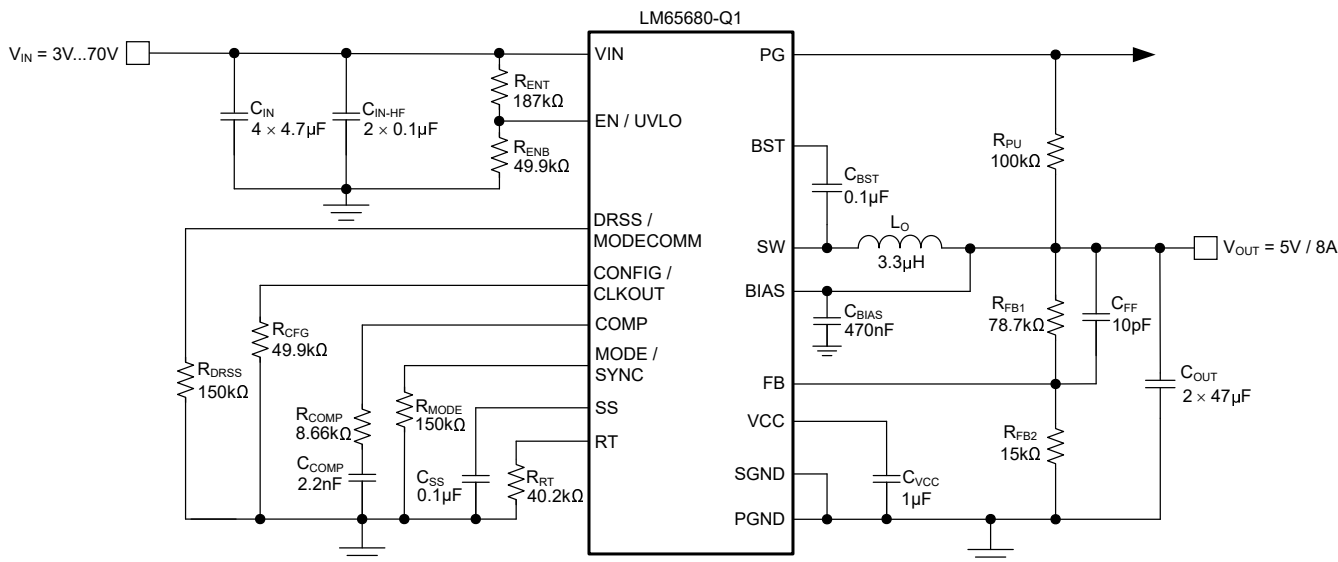 LM65680-Q1
V_IN = 3V...70V
C_IN
4 × 4.7µF
C_IN-HF
2 × 0.1µF
R_ENT
187kΩ
R_ENB
49.9kΩ
VIN
EN / UVLO
DRSS /
MODECOMM
CONFIG /
CLKOUT
COMP
MODE /
SYNC
SS
RT
R_DRSS
150kΩ
R_CFG
49.9kΩ
R_COMP
8.66kΩ
C_COMP
2.2nF
R_MODE
150kΩ
C_SS
0.1µF
R_RT
40.2kΩ
PG
BST
SW
BIAS
FB
VCC
SGND
PGND
R_PU
100kΩ
C_BST
0.1µF
L_O
3.3µH
V_OUT = 5V / 8A
C_BIAS
470nF
R_FB1
78.7kΩ
C_FF
10pF
C_OUT
2 × 47µF
R_FB2
15kΩ
C_VCC
1µF